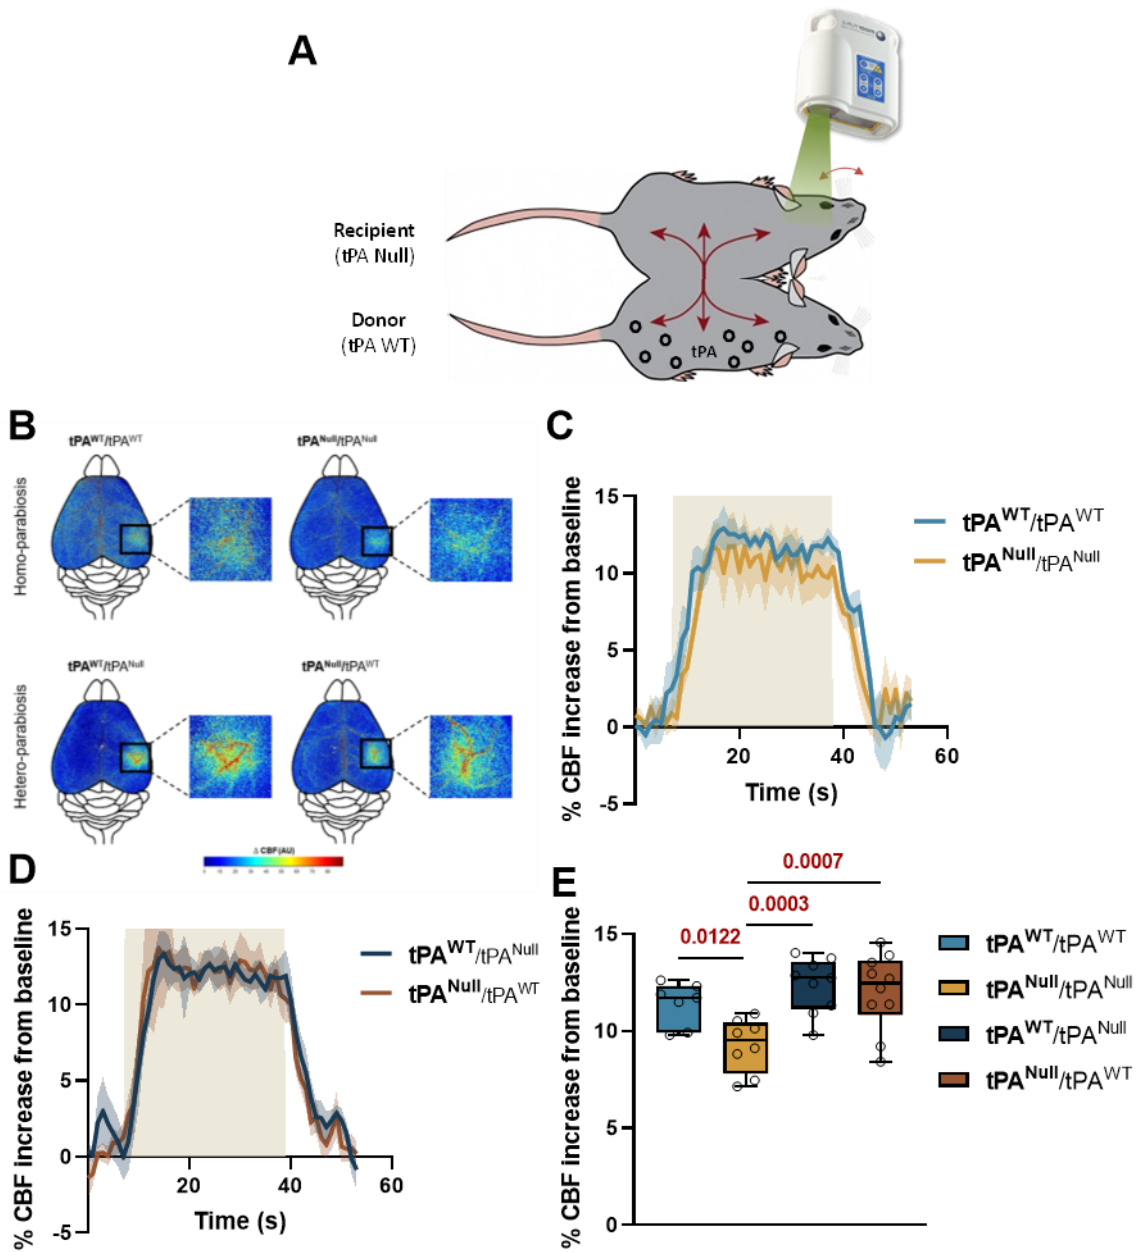 A
Recipient
(tPA Null)
Donor
(tPA WT)
tPA
B
tPAWT/tPAWT
tPANull/tPANull
Homo-parabiosis
tPAWT/tPANull
tPANull/tPAWT
Hetero-parabiosis
Δ CBF (AU)
C
% CBF increase from baseline
15
10
5
0
-5
20
40
60
Time (s)
tPAWT/tPAWT
tPANull/tPANull
D
% CBF increase from baseline
15
10
5
0
-5
20
40
60
Time (s)
tPAWT/tPANull
tPANull/tPAWT
E
0.0007
0.0003
0.0122
% CBF increase from baseline
15
10
5
0
tPAWT/tPAWT
tPANull/tPANull
tPAWT/tPANull
tPANull/tPAWT